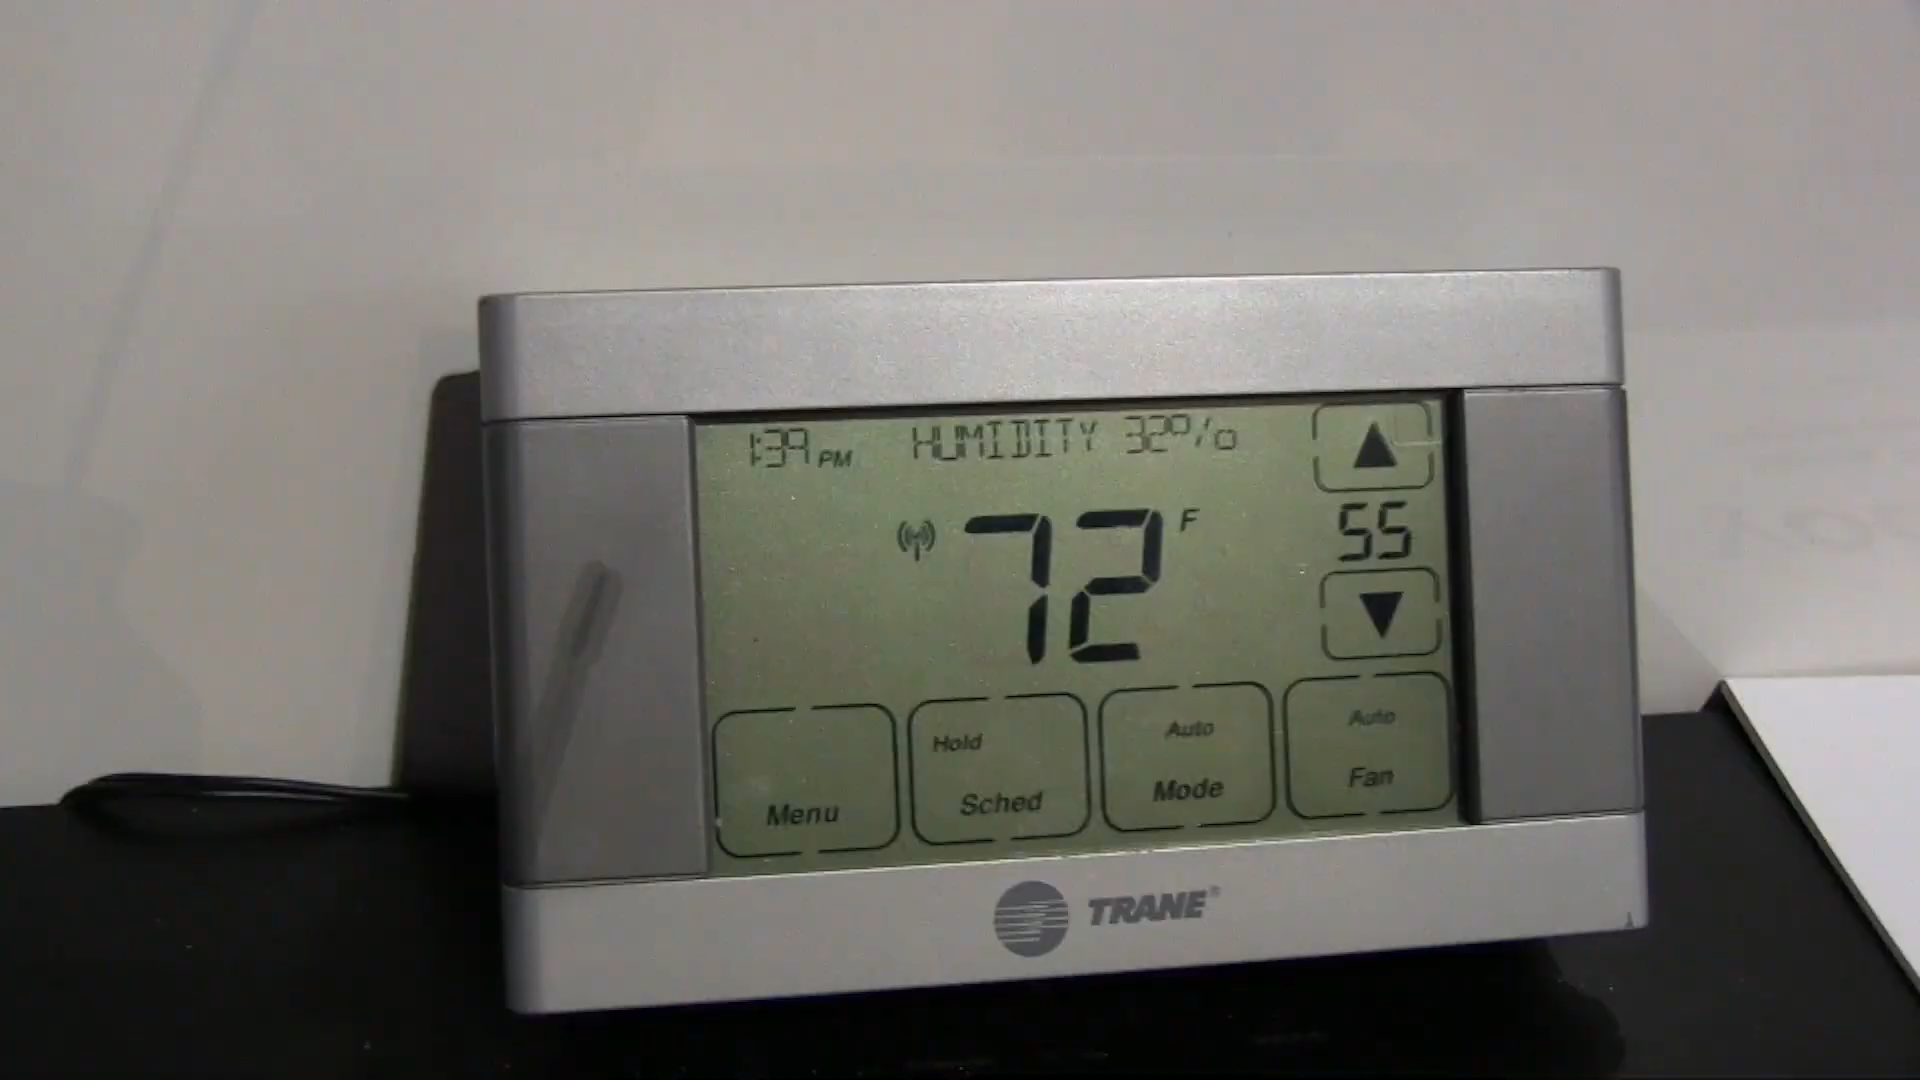 1:39 PM HUMIDITY 32%
72 F
55
Hold Auto Auto
Menu Sched Mode Fan
TRANE®